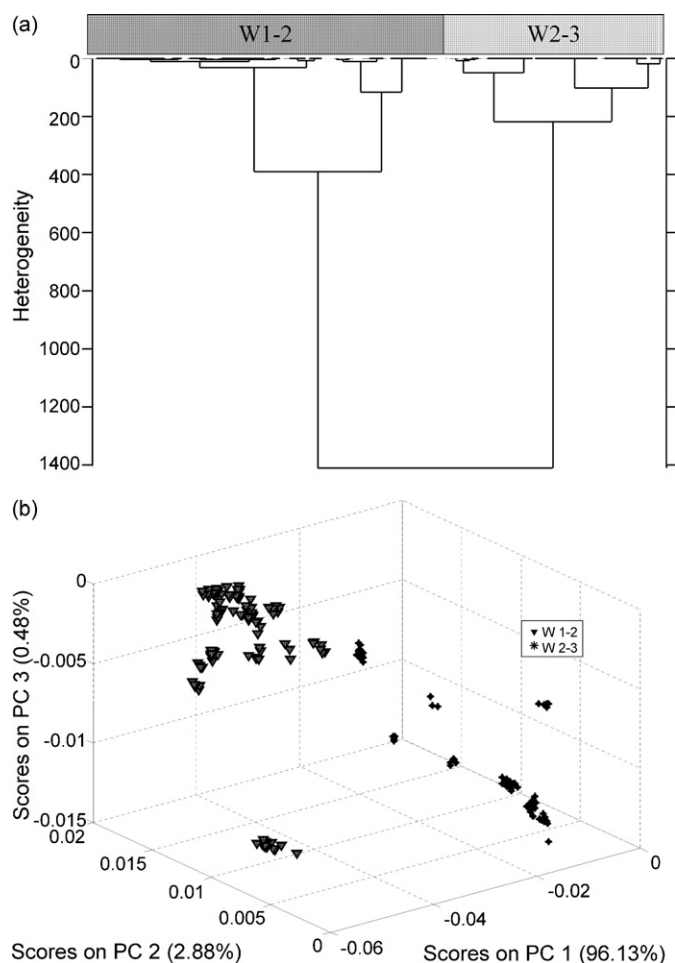 (a)
W1-2
W2-3
0
200
400
600
800
1000
1200
1400
Heterogeneity
(b)
0
-0.005
-0.01
-0.015
Scores on PC 3 (0.48%)
W 1-2
W 2-3
0.02
0.015
0.01
0.005
0
-0.06
-0.04
-0.02
0
Scores on PC 2 (2.88%)
Scores on PC 1 (96.13%)